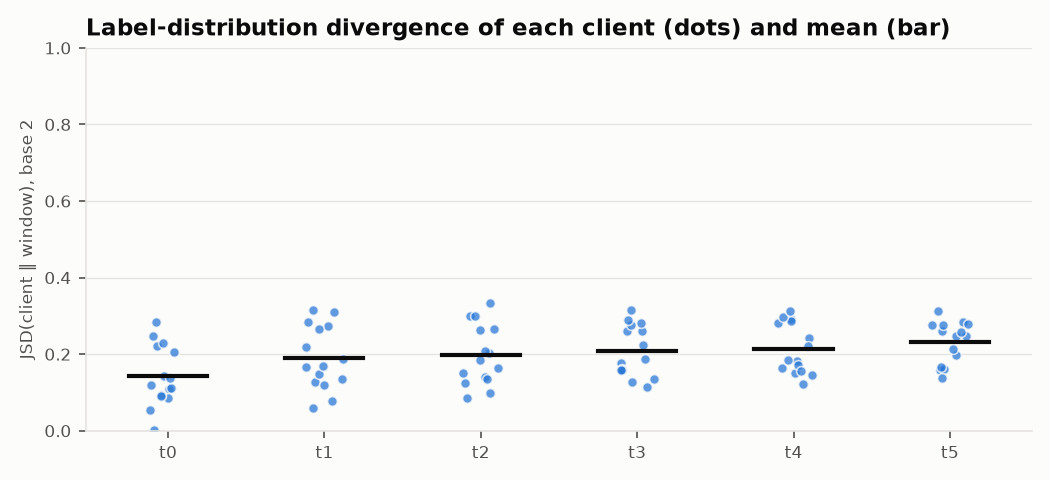 Label-distribution divergence of each client (dots) and mean (bar)
JSD(client ∥ window), base 2
1.0
0.8
0.6
0.4
0.2
0.0
t0 t1 t2 t3 t4 t5